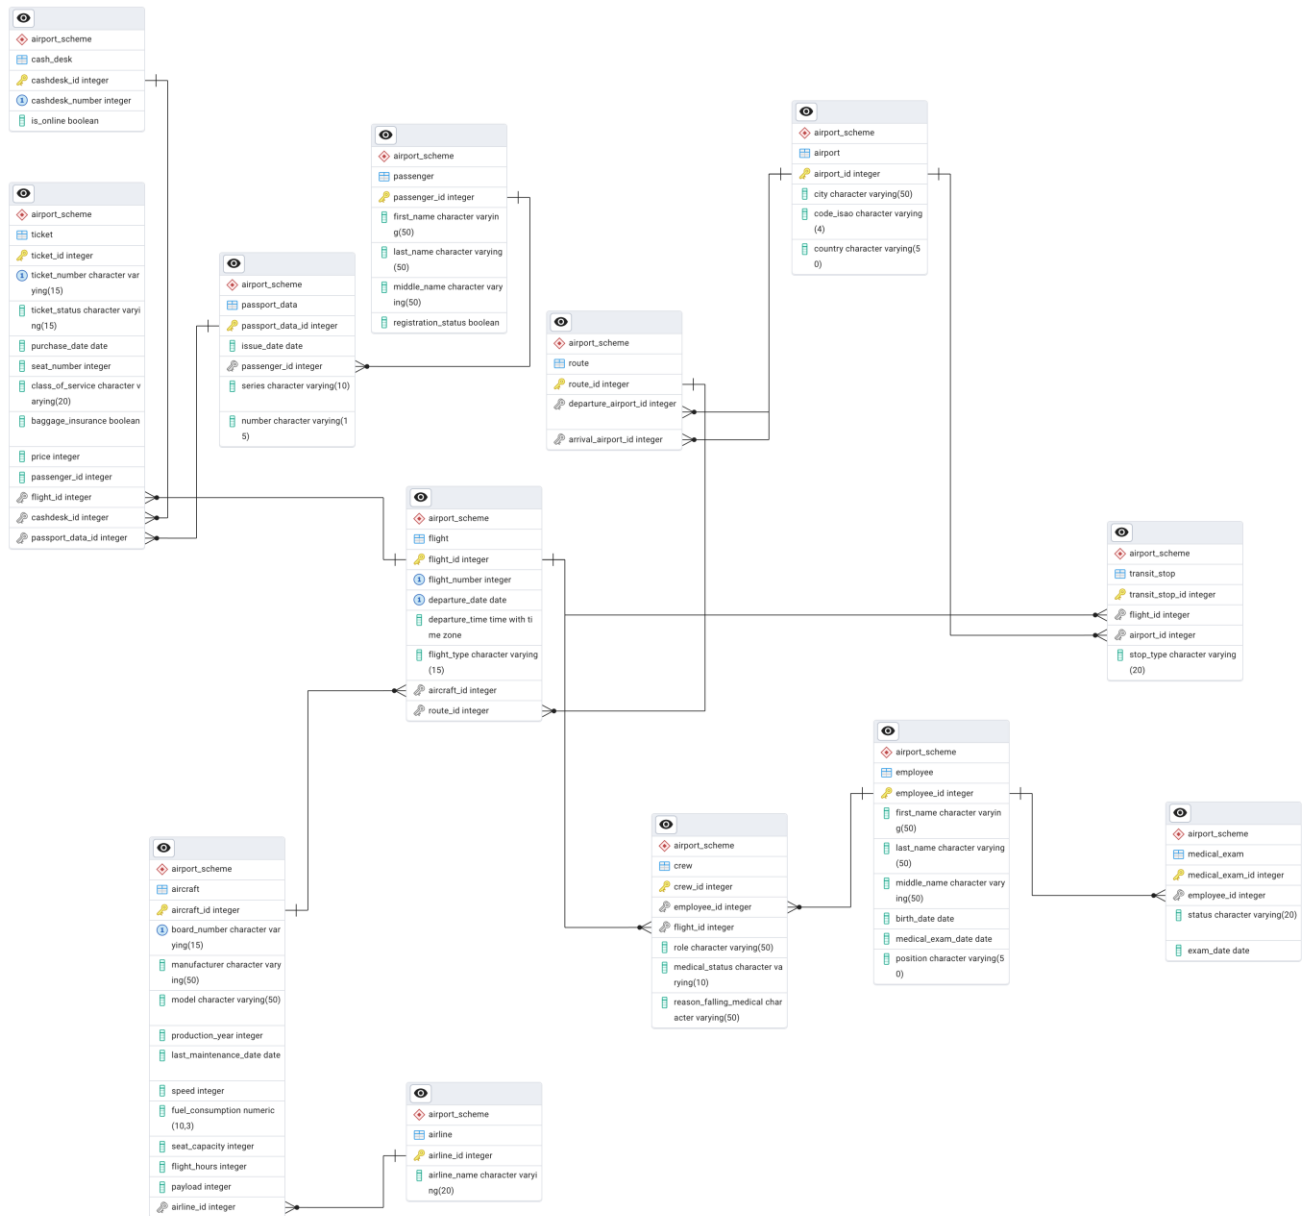 airport_scheme
cash_desk
cashdesk_id integer
cashdesk_number integer
is_online boolean
airport_scheme
ticket
ticket_id integer
ticket_number character var
ying(15)
ticket_status character varyi
ng(15)
purchase_date date
seat_number integer
class_of_service character v
arying(20)
baggage_insurance boolean
price integer
passenger_id integer
flight_id integer
cashdesk_id integer
passport_data_id integer
airport_scheme
passport_data
passport_data_id integer
issue_date date
passenger_id integer
series character varying(10)
number character varying(1
5)
airport_scheme
passenger
passenger_id integer
first_name character varyin
g(50)
last_name character varying
(50)
middle_name character vary
ing(50)
registration_status boolean
airport_scheme
route
route_id integer
departure_airport_id integer
arrival_airport_id integer
airport_scheme
airport
airport_id integer
city character varying(50)
code_isao character varying
(4)
country character varying(5
0)
airport_scheme
flight
flight_id integer
flight_number integer
departure_date date
departure_time time with ti
me zone
flight_type character varying
(15)
aircraft_id integer
route_id integer
airport_scheme
transit_stop
transit_stop_id integer
flight_id integer
airport_id integer
stop_type character varying
(20)
airport_scheme
aircraft
aircraft_id integer
board_number character var
ying(15)
manufacturer character vary
ing(50)
model character varying(50)
production_year integer
last_maintenance_date date
speed integer
fuel_consumption numeric
(10,3)
seat_capacity integer
flight_hours integer
payload integer
airline_id integer
airport_scheme
airline
airline_id integer
airline_name character varyi
ng(20)
airport_scheme
crew
crew_id integer
employee_id integer
flight_id integer
role character varying(50)
medical_status character va
rying(10)
reason_falling_medical char
acter varying(50)
airport_scheme
employee
employee_id integer
first_name character varyin
g(50)
last_name character varying
(50)
middle_name character vary
ing(50)
birth_date date
medical_exam_date date
position character varying(5
0)
airport_scheme
medical_exam
medical_exam_id integer
employee_id integer
status character varying(20)
exam_date date